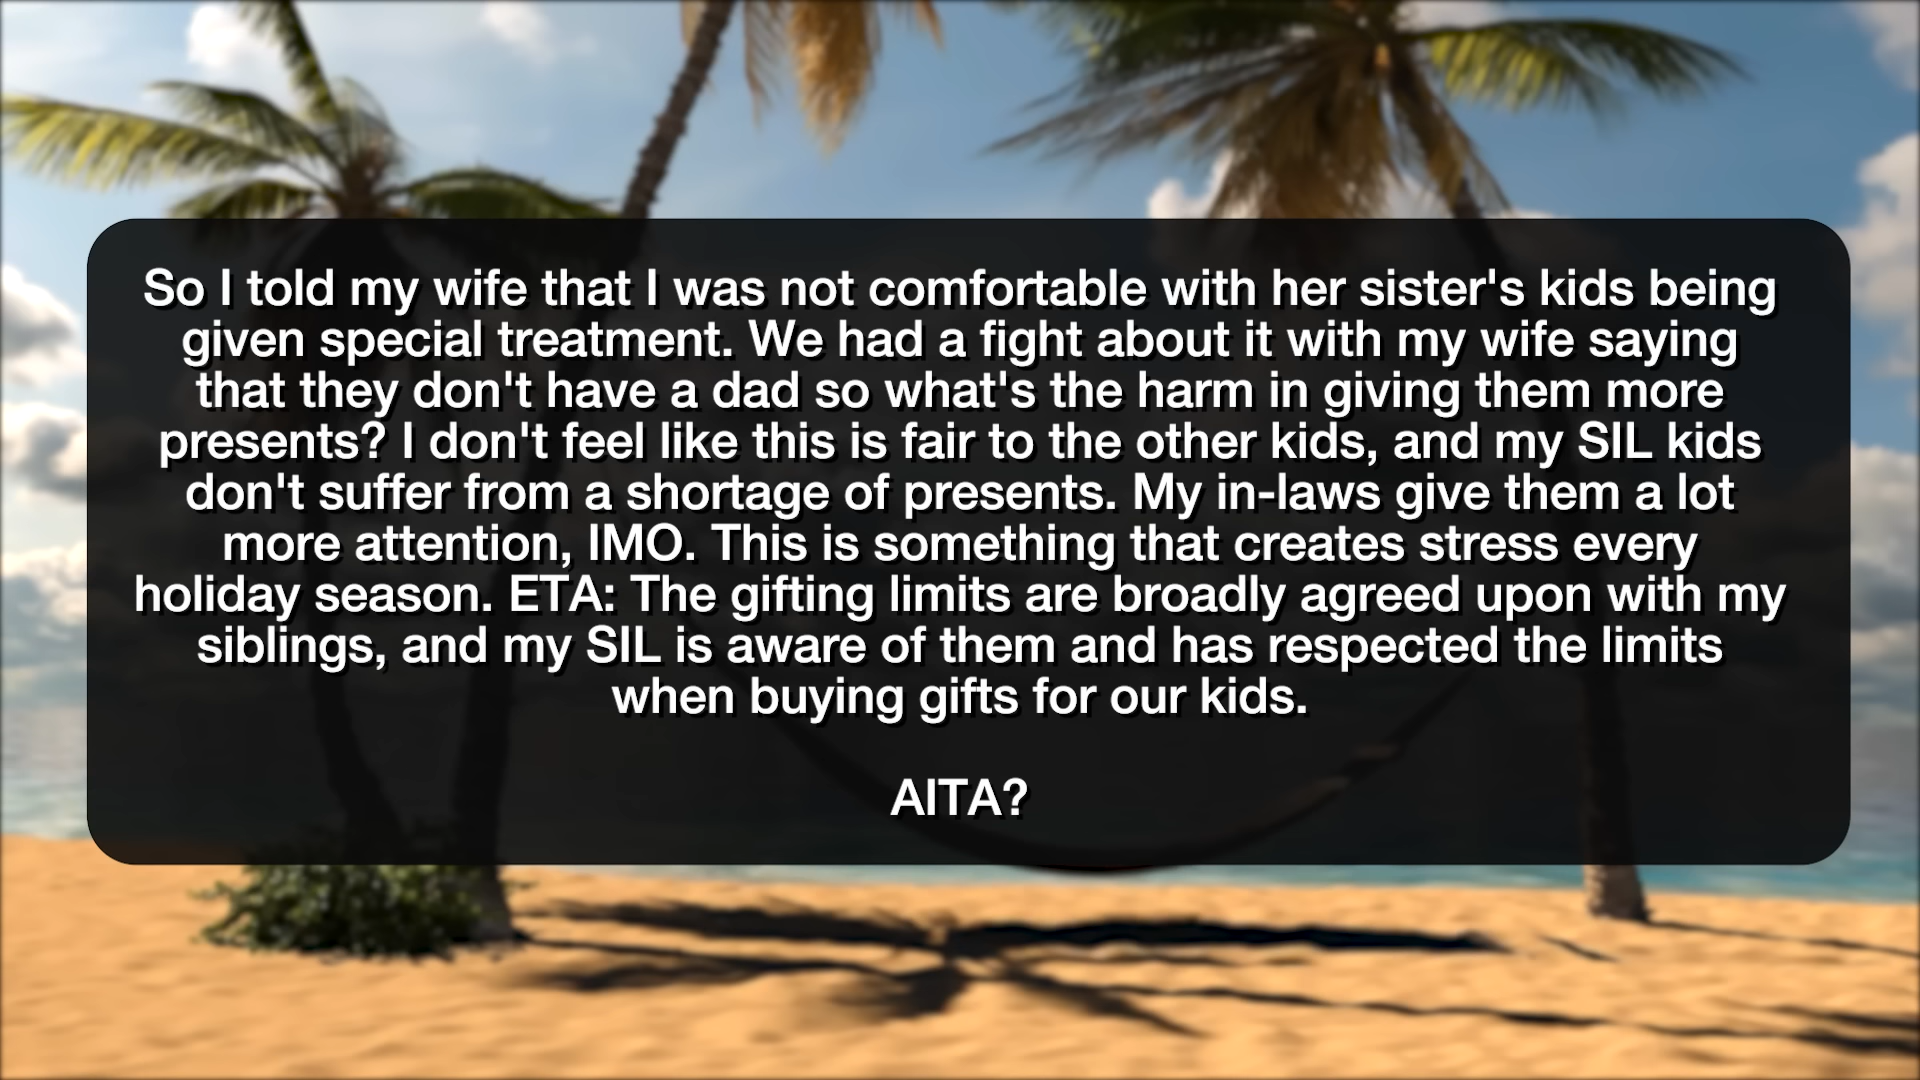 So I told my wife that I was not comfortable with her sister's kids being
given special treatment. We had a fight about it with my wife saying
that they don't have a dad so what's the harm in giving them more
presents? I don't feel like this is fair to the other kids, and my SIL kids
don't suffer from a shortage of presents. My in-laws give them a lot
more attention, IMO. This is something that creates stress every
holiday season. ETA: The gifting limits are broadly agreed upon with my
siblings, and my SIL is aware of them and has respected the limits
when buying gifts for our kids.
AITA?